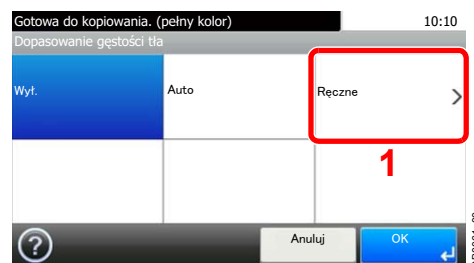 Gotowa do kopiowania. (pełny kolor) 10:10
Dopasowanie gęstości tła
Wył. Auto Ręczne
1
? Anuluj OK